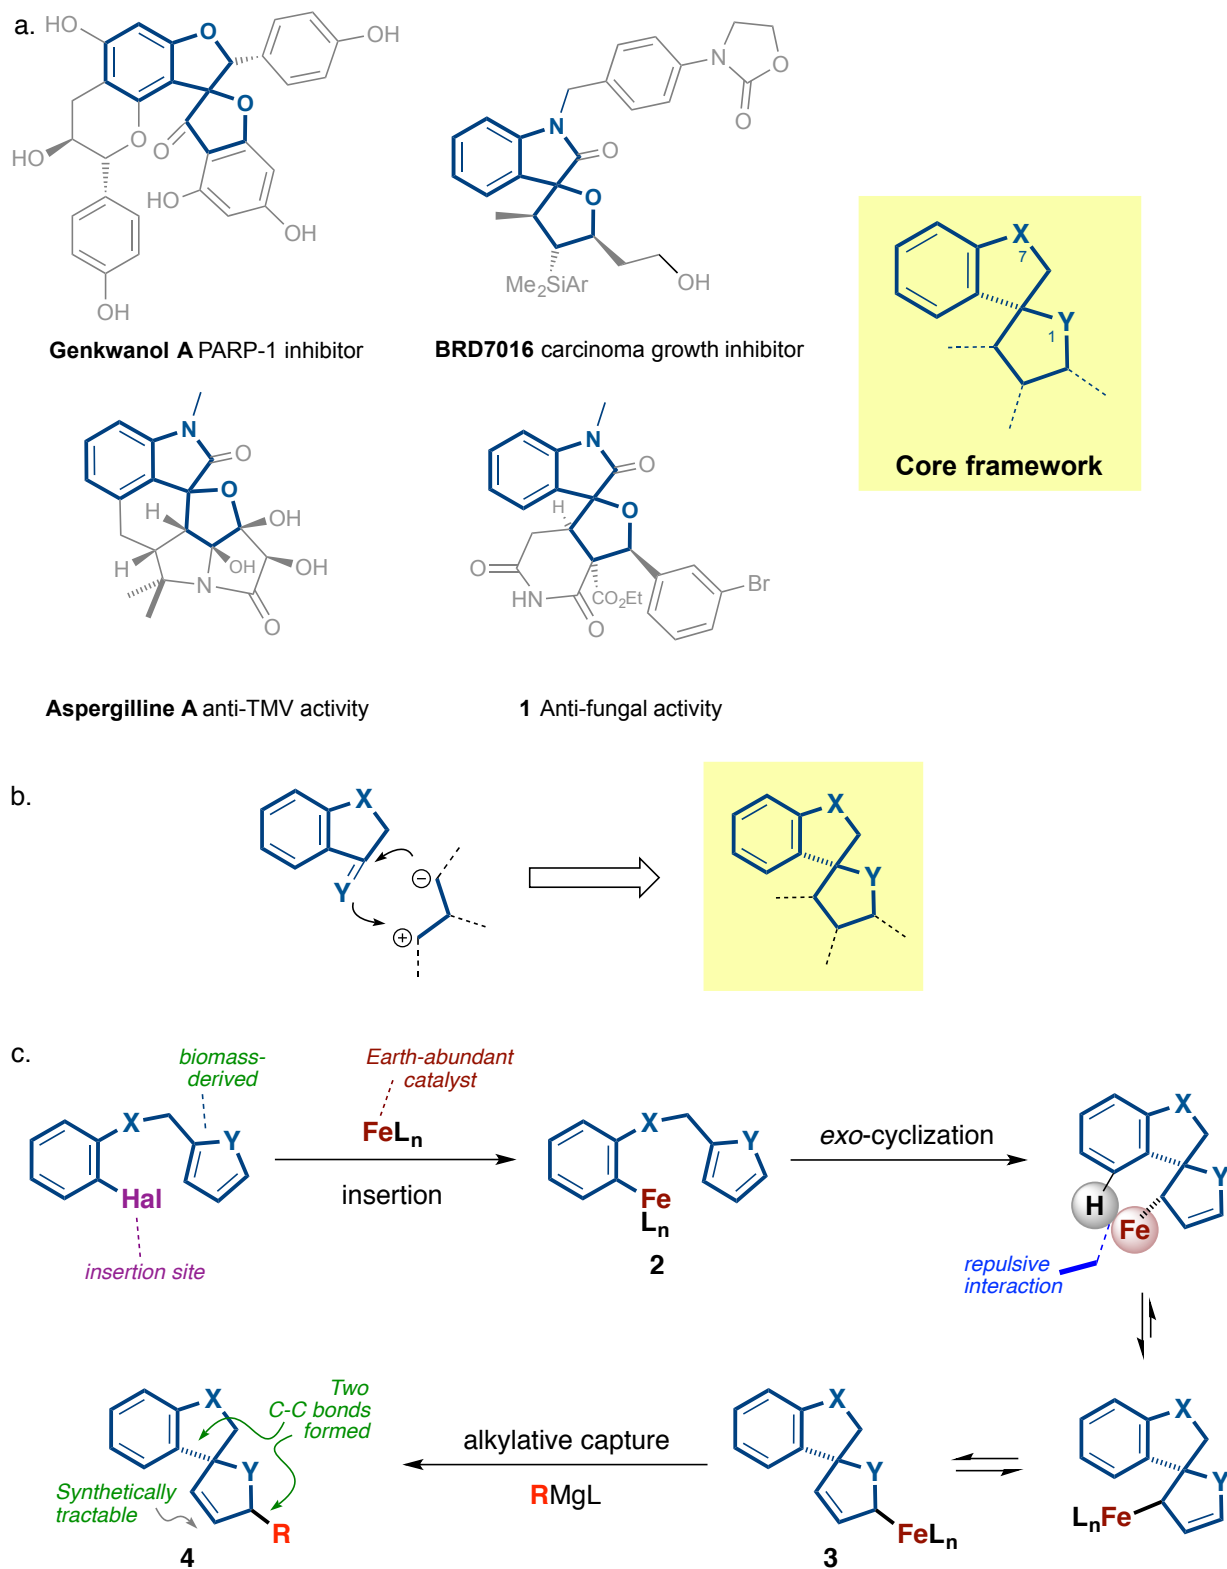 a.
HO
O
OH
O
HO
O
O
HO
OH
OH
Genkwanol A PARP-1 inhibitor
N
O
O
N
O
O
Me2SiAr
OH
BRD7016 carcinoma growth inhibitor
X
7
Y
1
Core framework
N
O
O
H
OH
H
OH
N
OH
O
Aspergilline A anti-TMV activity
N
O
H
O
O
HN
CO2Et
O
Br
1 Anti-fungal activity
b.
X
Y
−
+
X
Y
c.
biomass-
derived
X
Y
Hal
insertion site
Earth-abundant
catalyst
FeLn
insertion
X
Y
Fe
Ln
2
exo-cyclization
X
Y
H
Fe
repulsive
interaction
X
Y
LnFe
X
Y
FeLn
3
alkylative capture
RMgL
X
Two
C-C bonds
formed
Y
Synthetically
tractable
R
4